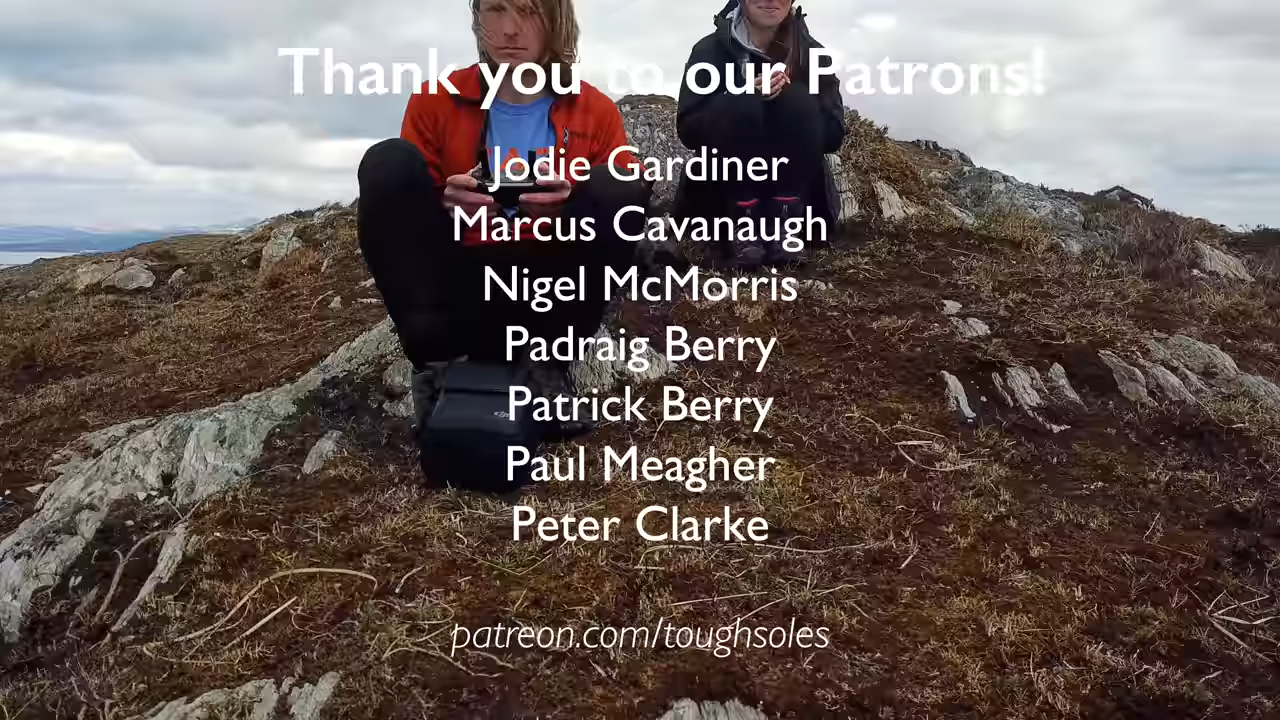 Thank you to our Patrons!
Jodie Gardiner
Marcus Cavanaugh
Nigel McMorris
Padraig Berry
Patrick Berry
Paul Meagher
Peter Clarke
patreon.com/toughsoles